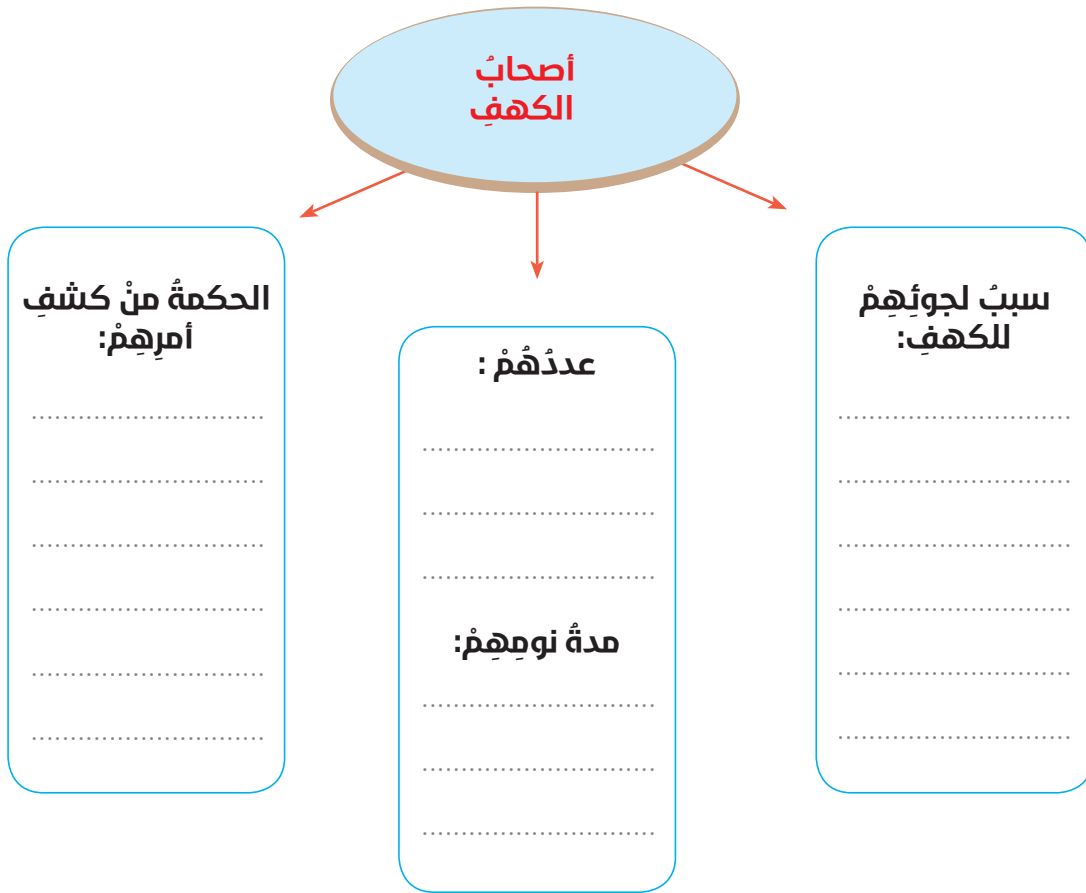 أصحابُ
الكهفِ
سببُ لجوئِهِمْ
للكهفِ:
عددُهُمْ :
مدةُ نومِهِمْ:
الحكمةُ منْ كشفِ
أمرِهِمْ: